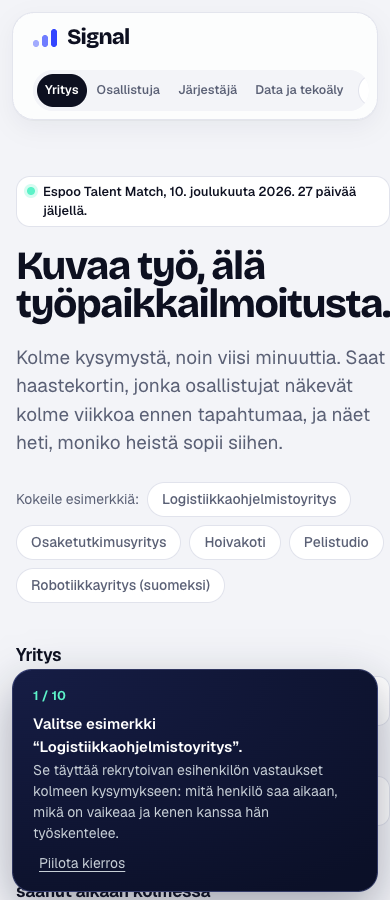 Signal
Yritys Osallistuja Järjestäjä Data ja tekoäly
Espoo Talent Match, 10. joulukuuta 2026. 27 päivää
jäljellä.
Kuvaa työ, älä
työpaikkailmoitusta.
Kolme kysymystä, noin viisi minuuttia. Saat
haastekortin, jonka osallistujat näkevät
kolme viikkoa ennen tapahtumaa, ja näet
heti, moniko heistä sopii siihen.
Kokeile esimerkkiä: Logistiikkaohjelmistoyritys
Osaketutkimusyritys Hoivakoti Pelistudio
Robotiikkayritys (suomeksi)
Yritys
1 / 10
Valitse esimerkki
“Logistiikkaohjelmistoyritys”.
Se täyttää rekrytoivan esihenkilön vastaukset
kolmeen kysymykseen: mitä henkilö saa aikaan,
mikä on vaikeaa ja kenen kanssa hän
työskentelee.
Piilota kierros
saanut aikaan kolmessa